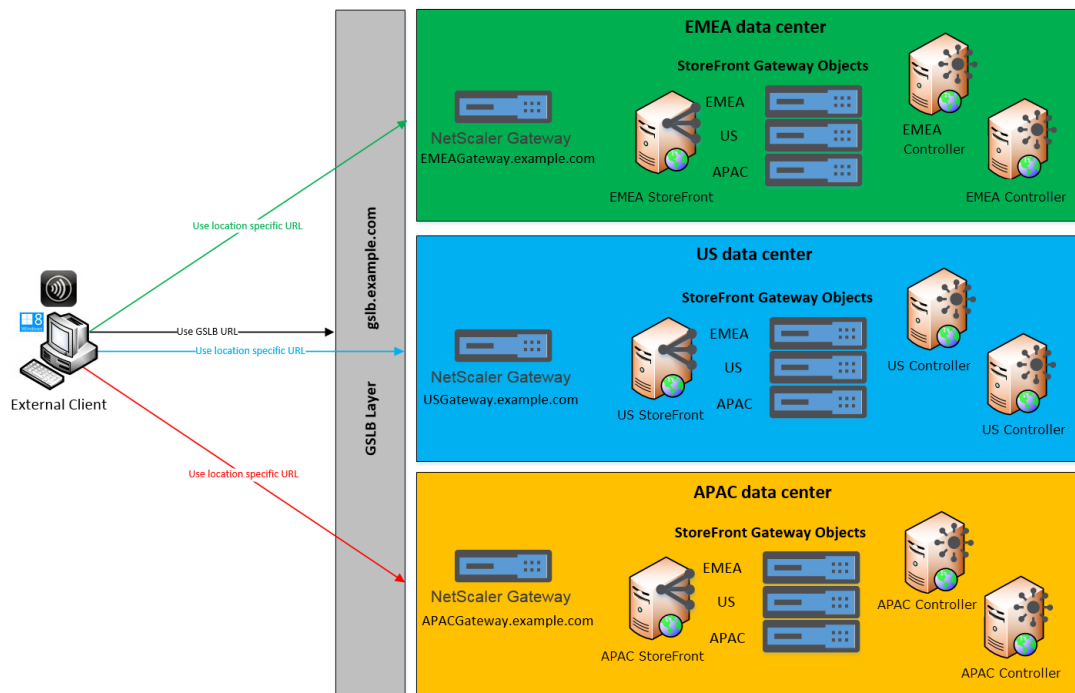 EMEA data center
StoreFront Gateway Objects
EMEA
US
APAC
NetScaler Gateway
EMEAGateway.example.com
EMEA StoreFront
EMEA
Controller
EMEA Controller
Use location specific URL
gslb.example.com
GSLB Layer
8
Windows
Use GSLB URL
Use location specific URL
External Client
Use location specific URL
US data center
StoreFront Gateway Objects
EMEA
US
APAC
NetScaler Gateway
USGateway.example.com
US StoreFront
US Controller
US Controller
APAC data center
StoreFront Gateway Objects
EMEA
US
APAC
NetScaler Gateway
APACGateway.example.com
APAC StoreFront
APAC Controller
APAC Controller